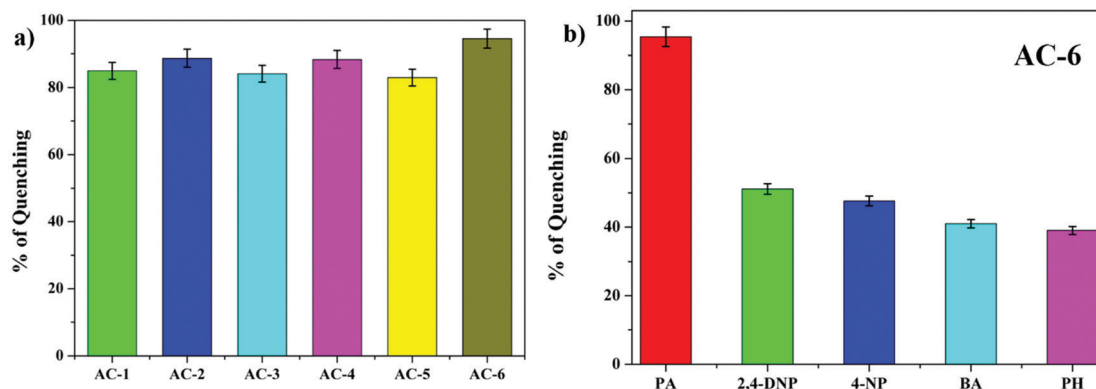 a)
% of Quenching
100
80
60
40
20
0
AC-1 AC-2 AC-3 AC-4 AC-5 AC-6
b)
AC-6
% of Quenching
100
80
60
40
20
0
PA 2,4-DNP 4-NP BA PH